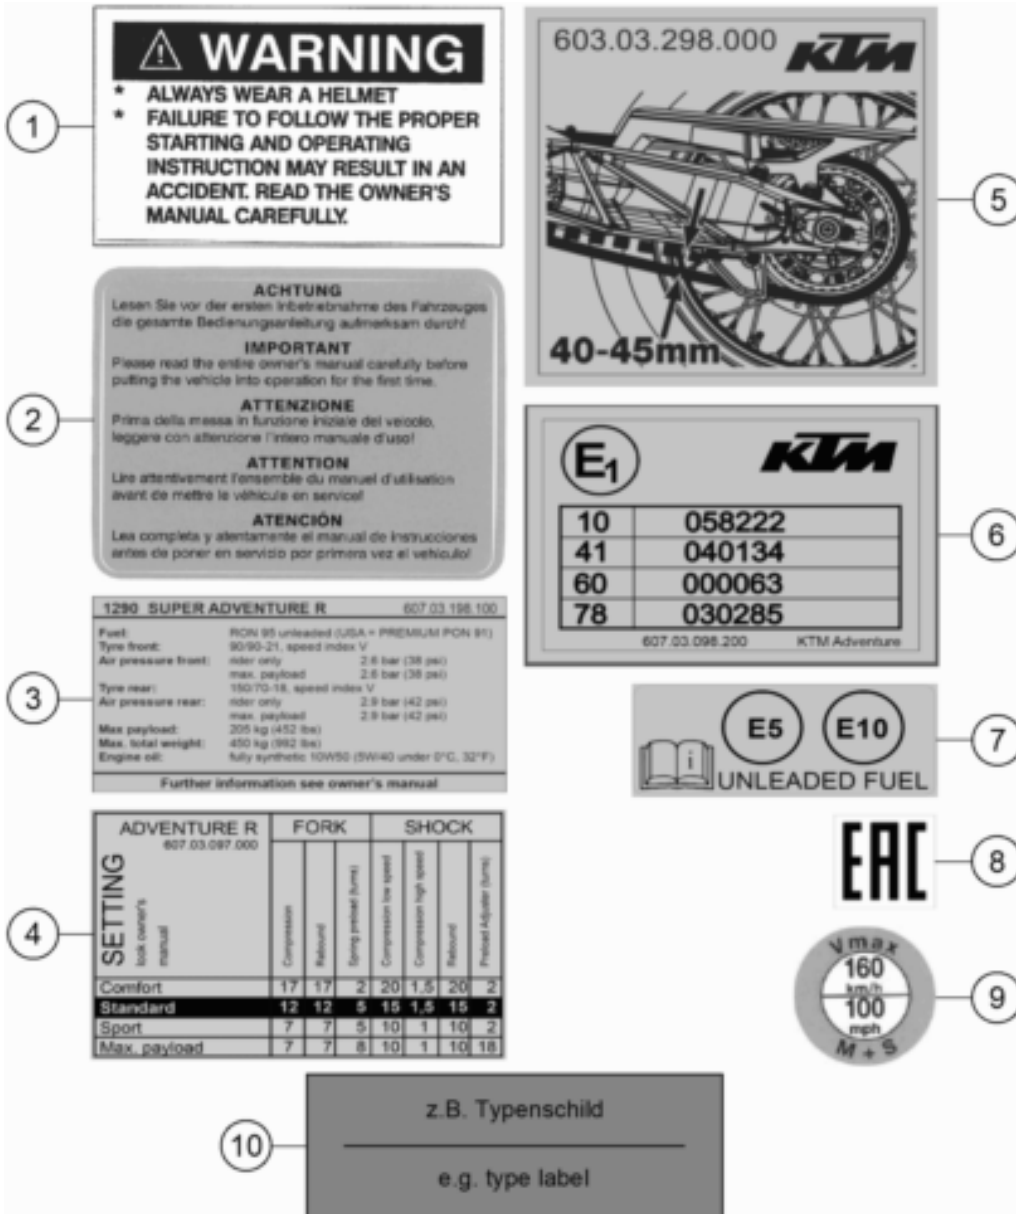 1
⚠ WARNING
* ALWAYS WEAR A HELMET
* FAILURE TO FOLLOW THE PROPER
STARTING AND OPERATING
INSTRUCTION MAY RESULT IN AN
ACCIDENT. READ THE OWNER'S
MANUAL CAREFULLY.
2
ACHTUNG
Lesen Sie vor der ersten Inbetriebnahme des Fahrzeuges
die gesamte Bedienungsanleitung aufmerksam durch!
IMPORTANT
Please read the entire owner's manual carefully before
putting the vehicle into operation for the first time.
ATTENZIONE
Prima della messa in funzione iniziale del veicolo,
leggere con attenzione l'intero manuale d'uso!
ATTENTION
Lire attentivement l'ensemble du manuel d'utilisation
avant de mettre le véhicule en service!
ATENCIÓN
Lea completa y atentamente el manual de instrucciones
antes de poner en servicio por primera vez el vehículo!
3
1290 SUPER ADVENTURE R 607.03.198.100
Fuel: RON 95 unleaded (USA = PREMIUM PON 91)
Tyre front: 90/90-21, speed index V
Air pressure front: rider only 2.6 bar (38 psi)
max. payload 2.6 bar (38 psi)
Tyre rear: 150/70-18, speed index V
Air pressure rear: rider only 2.9 bar (42 psi)
max. payload 2.9 bar (42 psi)
Max payload: 205 kg (452 lbs)
Max. total weight: 450 kg (992 lbs)
Engine oil: fully synthetic 10W50 (5W/40 under 0°C, 32°F)
Further information see owner's manual
4
ADVENTURE R FORK SHOCK
607.03.097.000
SETTING
look owner's
manual
Compression
Rebound
Spring preload (turns)
Compression low speed
Compression high speed
Rebound
Preload Adjuster (turns)
Comfort 17 17 2 20 1,5 20 2
Standard 12 12 5 15 1,5 15 2
Sport 7 7 5 10 1 10 2
Max. payload 7 7 8 10 1 10 18
5
603.03.298.000 KTM
40-45mm
6
E1 KTM
10 058222
41 040134
60 000063
78 030285
607.03.098.200 KTM Adventure
7
E5 E10
i
UNLEADED FUEL
8
EAC
9
Vmax
160
km/h
100
mph
M + S
10
z.B. Typenschild
e.g. type label